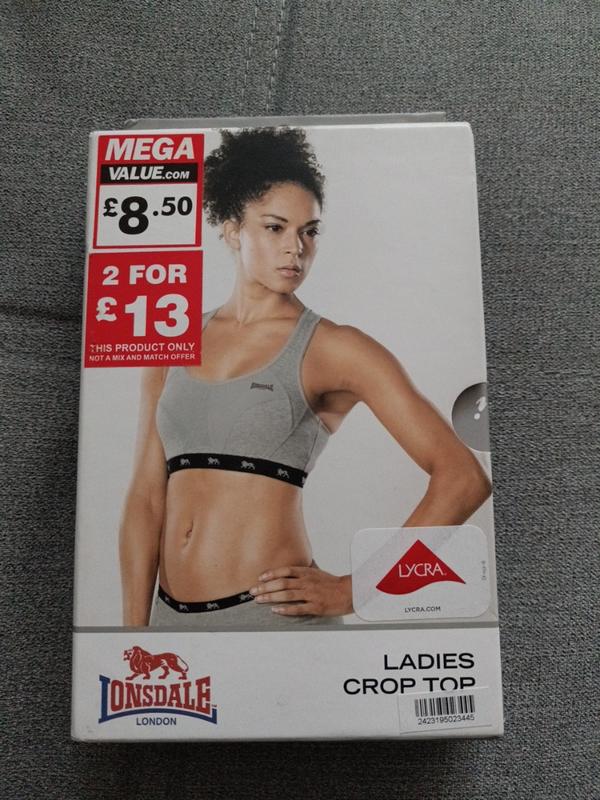 MEGA
VALUE.COM
£8.50
2 FOR
£13
THIS PRODUCT ONLY
NOT A MIX AND MATCH OFFER
LONSDALE
?
LYCRA
LYCRA.COM
LONSDALE
LONDON
LADIES
CROP TOP
2423195023445